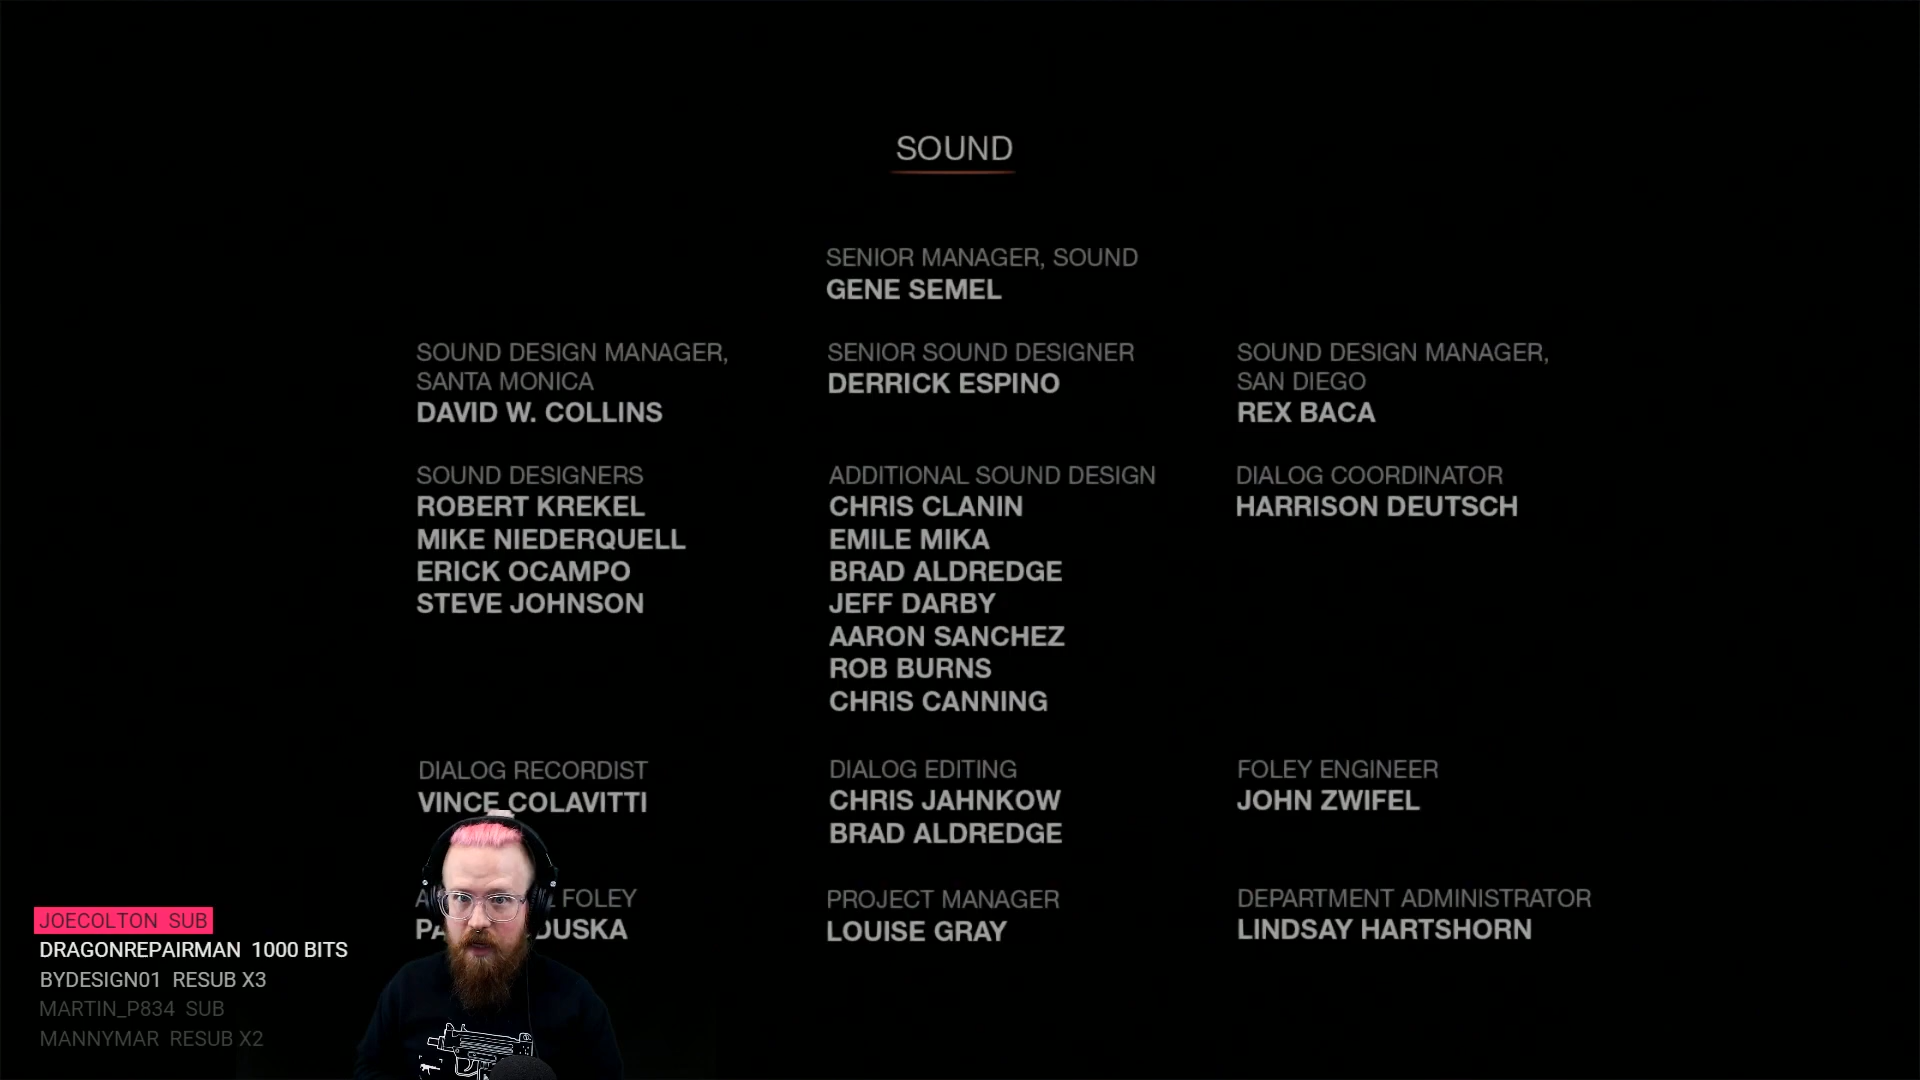 SOUND
SENIOR MANAGER, SOUND
GENE SEMEL
SOUND DESIGN MANAGER,
SANTA MONICA
DAVID W. COLLINS
SENIOR SOUND DESIGNER
DERRICK ESPINO
SOUND DESIGN MANAGER,
SAN DIEGO
REX BACA
SOUND DESIGNERS
ROBERT KREKEL
MIKE NIEDERQUELL
ERICK OCAMPO
STEVE JOHNSON
ADDITIONAL SOUND DESIGN
CHRIS CLANIN
EMILE MIKA
BRAD ALDREDGE
JEFF DARBY
AARON SANCHEZ
ROB BURNS
CHRIS CANNING
DIALOG COORDINATOR
HARRISON DEUTSCH
DIALOG RECORDIST
VINCE COLAVITTI
DIALOG EDITING
CHRIS JAHNKOW
BRAD ALDREDGE
FOLEY ENGINEER
JOHN ZWIFEL
FOLEY
PROJECT MANAGER
LOUISE GRAY
DEPARTMENT ADMINISTRATOR
LINDSAY HARTSHORN
JOECOLTON SUB
DRAGONREPAIRMAN 1000 BITS
BYDESIGN01 RESUB X3
MARTIN_P834 SUB
MANNYMAR RESUB X2